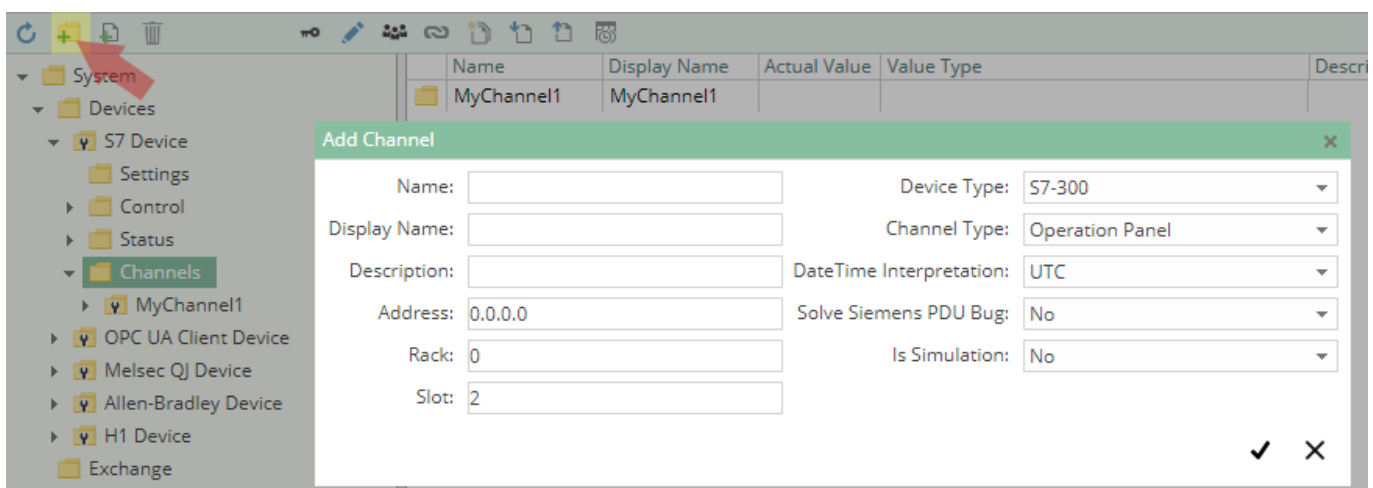 Name Display Name Actual Value Value Type Descri
System
MyChannel1 MyChannel1
Devices
S7 Device
Settings
Control
Status
Channels
MyChannel1
OPC UA Client Device
Melsec QJ Device
Allen-Bradley Device
H1 Device
Exchange
Add Channel
Name:
Display Name:
Description:
Address: 0.0.0.0
Rack: 0
Slot: 2
Device Type: S7-300
Channel Type: Operation Panel
DateTime Interpretation: UTC
Solve Siemens PDU Bug: No
Is Simulation: No